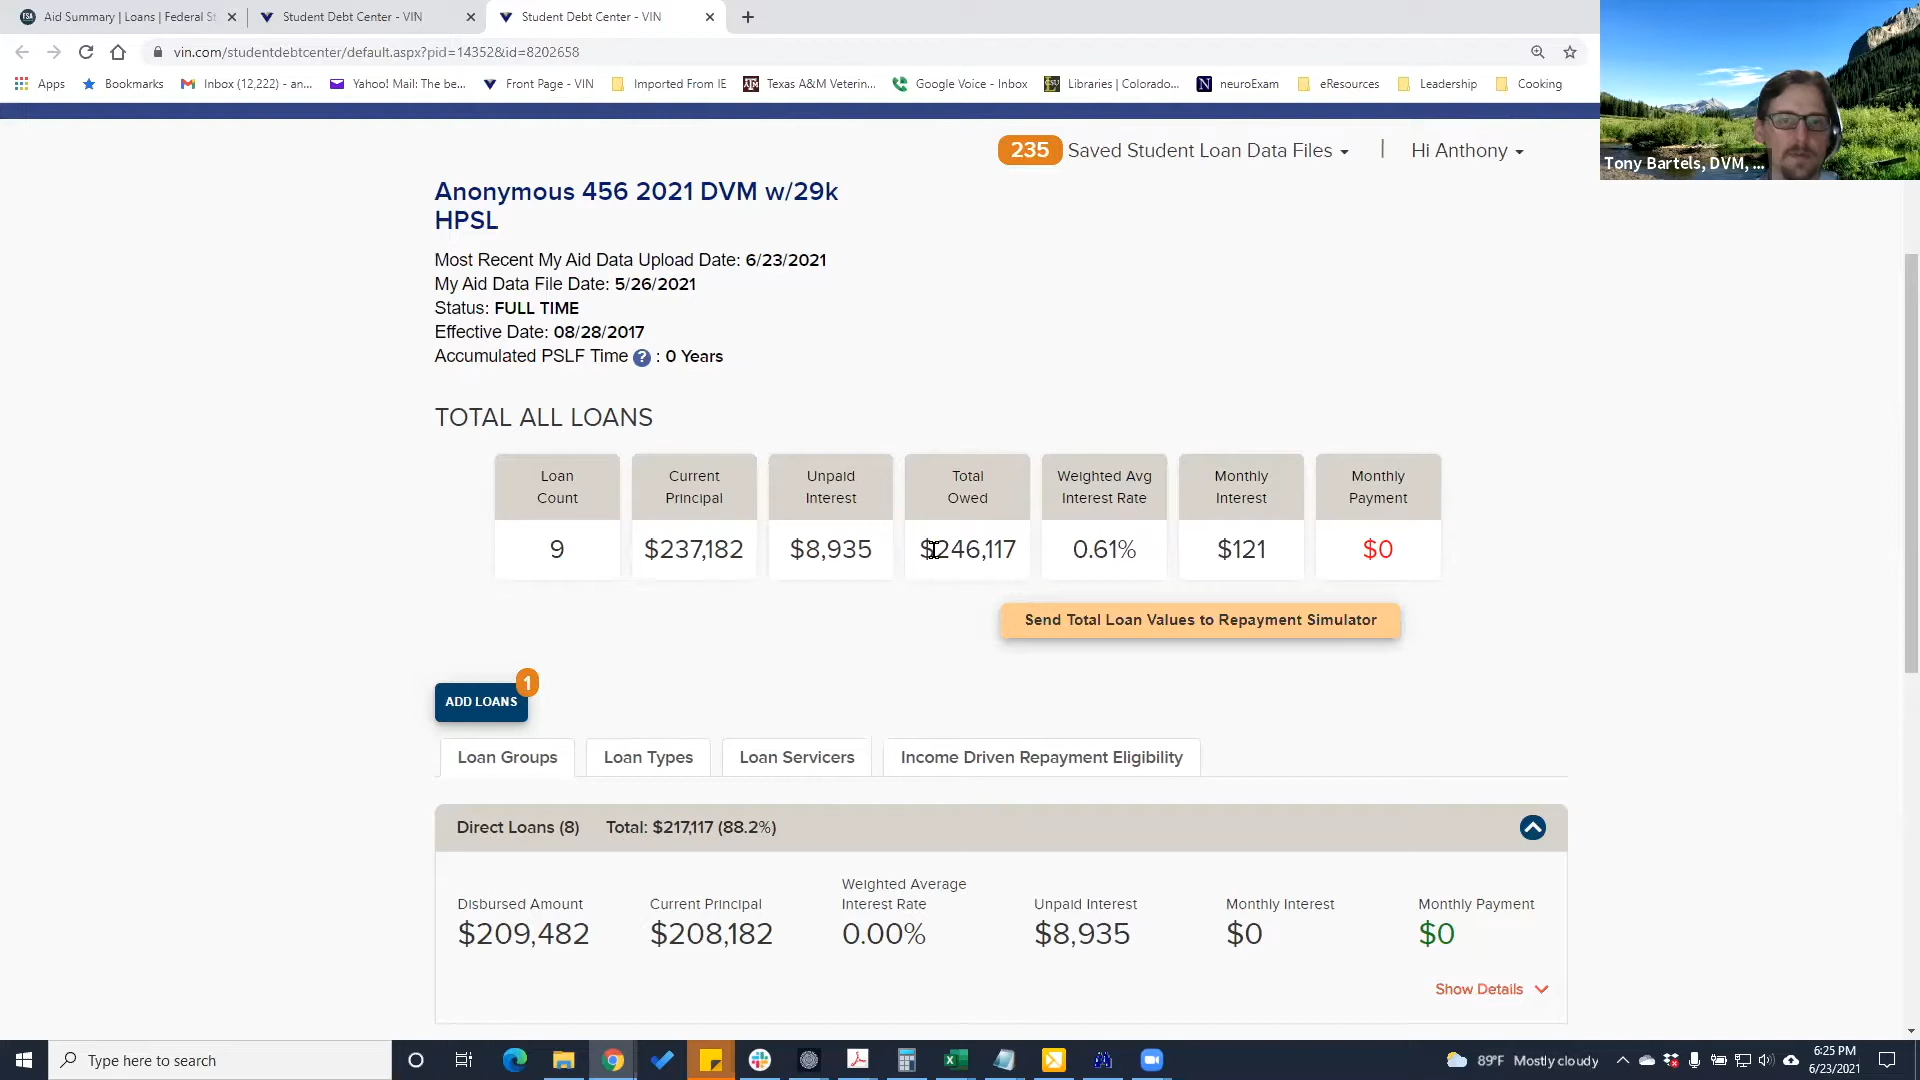 Aid Summary | Loans | Federal St
Student Debt Center - VIN
Student Debt Center - VIN
vin.com/studentdebtcenter/default.aspx?pid=14352&id=8202658
Apps
Bookmarks
Inbox (12,222) - an...
Yahoo! Mail: The be...
Front Page - VIN
Imported From IE
Texas A&M Veterin...
Google Voice - Inbox
Libraries | Colorado...
neuroExam
eResources
Leadership
Cooking
Tony Bartels, DVM, ...
235 Saved Student Loan Data Files
|
Hi Anthony
Anonymous 456 2021 DVM w/29k
HPSL
Most Recent My Aid Data Upload Date: 6/23/2021
My Aid Data File Date: 5/26/2021
Status: FULL TIME
Effective Date: 08/28/2017
Accumulated PSLF Time ? : 0 Years
TOTAL ALL LOANS
Loan
Count
9
Current
Principal
$237,182
Unpaid
Interest
$8,935
Total
Owed
$246,117
Weighted Avg
Interest Rate
0.61%
Monthly
Interest
$121
Monthly
Payment
$0
Send Total Loan Values to Repayment Simulator
ADD LOANS
1
Loan Groups
Loan Types
Loan Servicers
Income Driven Repayment Eligibility
Direct Loans (8) Total: $217,117 (88.2%)
Disbursed Amount
$209,482
Current Principal
$208,182
Weighted Average
Interest Rate
0.00%
Unpaid Interest
$8,935
Monthly Interest
$0
Monthly Payment
$0
Show Details
Type here to search
89°F Mostly cloudy
6:25 PM
6/23/2021